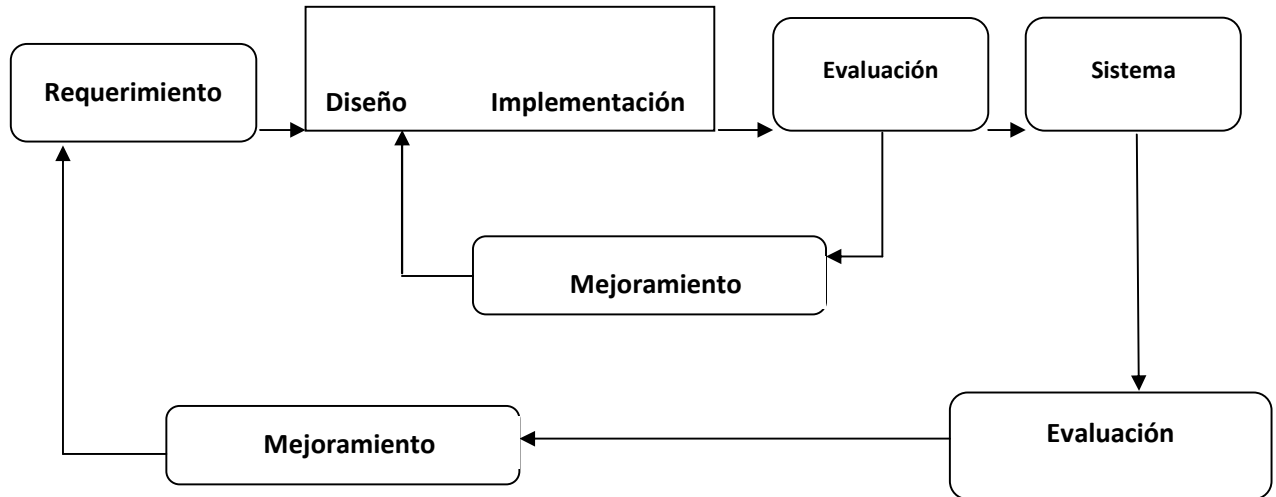 Requerimiento
Diseño Implementación
Evaluación
Sistema
Mejoramiento
Mejoramiento
Evaluación